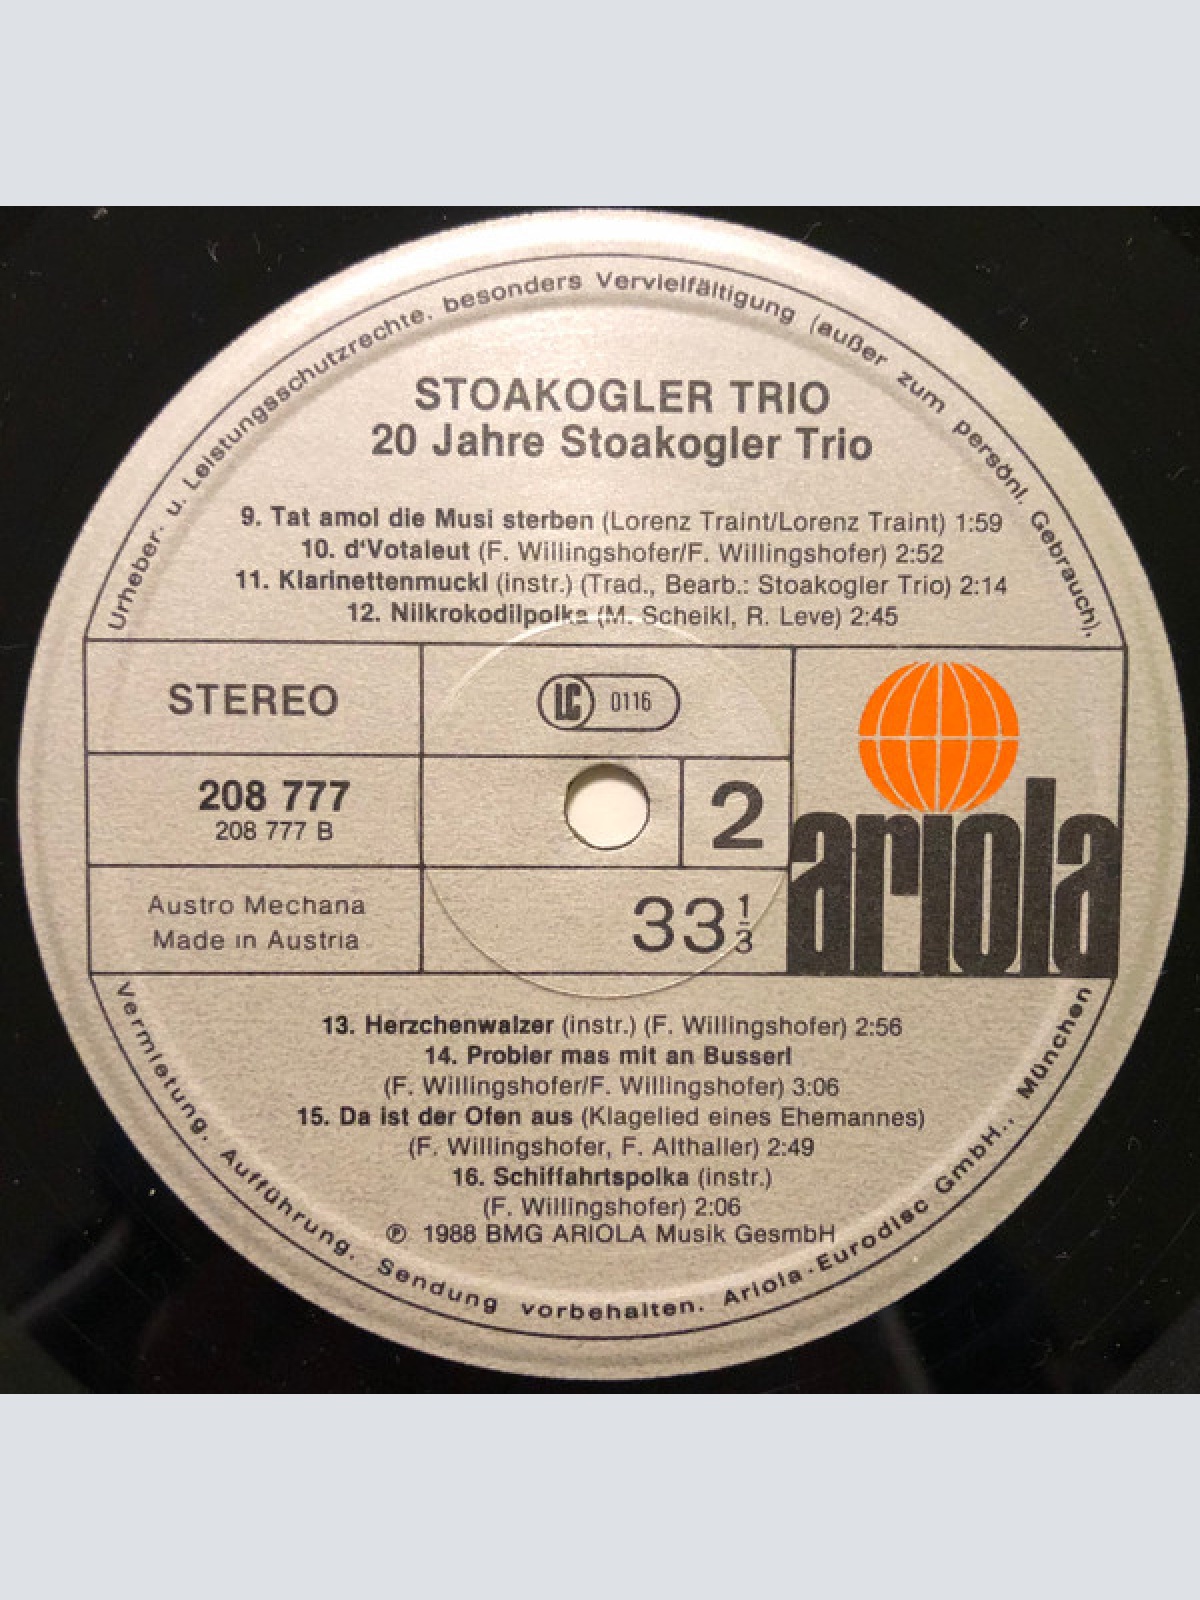 Urheber- u. Leistungsschutzrechte, besonders Vervielfältigung (außer zum persönl. Gebrauch),
STOAKOGLER TRIO
20 Jahre Stoakogler Trio
9. Tat amol die Musi sterben (Lorenz Traint/Lorenz Traint) 1:59
10. d'Votaleut (F. Willingshofer/F. Willingshofer) 2:52
11. Klarinettenmuckl (instr.) (Trad., Bearb.: Stoakogler Trio) 2:14
12. Nilkrokodilpolka (M. Scheikl, R. Leve) 2:45
STEREO
LC 0116
208 777
208 777 B
2
ariola
Austro Mechana
Made in Austria
33 1/3
13. Herzchenwalzer (instr.) (F. Willingshofer) 2:56
14. Probier mas mit an Busserl
(F. Willingshofer/F. Willingshofer) 3:06
15. Da ist der Ofen aus (Klagelied eines Ehemannes)
(F. Willingshofer, F. Althaller) 2:49
16. Schiffahrtspolka (instr.)
(F. Willingshofer) 2:06
℗ 1988 BMG ARIOLA Musik GesmbH
Vermietung, Aufführung, Sendung vorbehalten. Ariola-Eurodisc GmbH., München